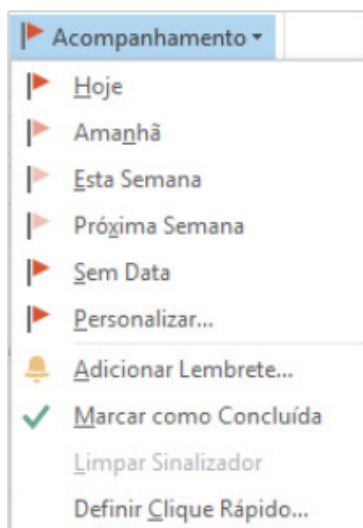 Acompanhamento
Hoje
Amanhã
Esta Semana
Próxima Semana
Sem Data
Personalizar...
Adicionar Lembrete...
Marcar como Concluída
Limpar Sinalizador
Definir Clique Rápido...